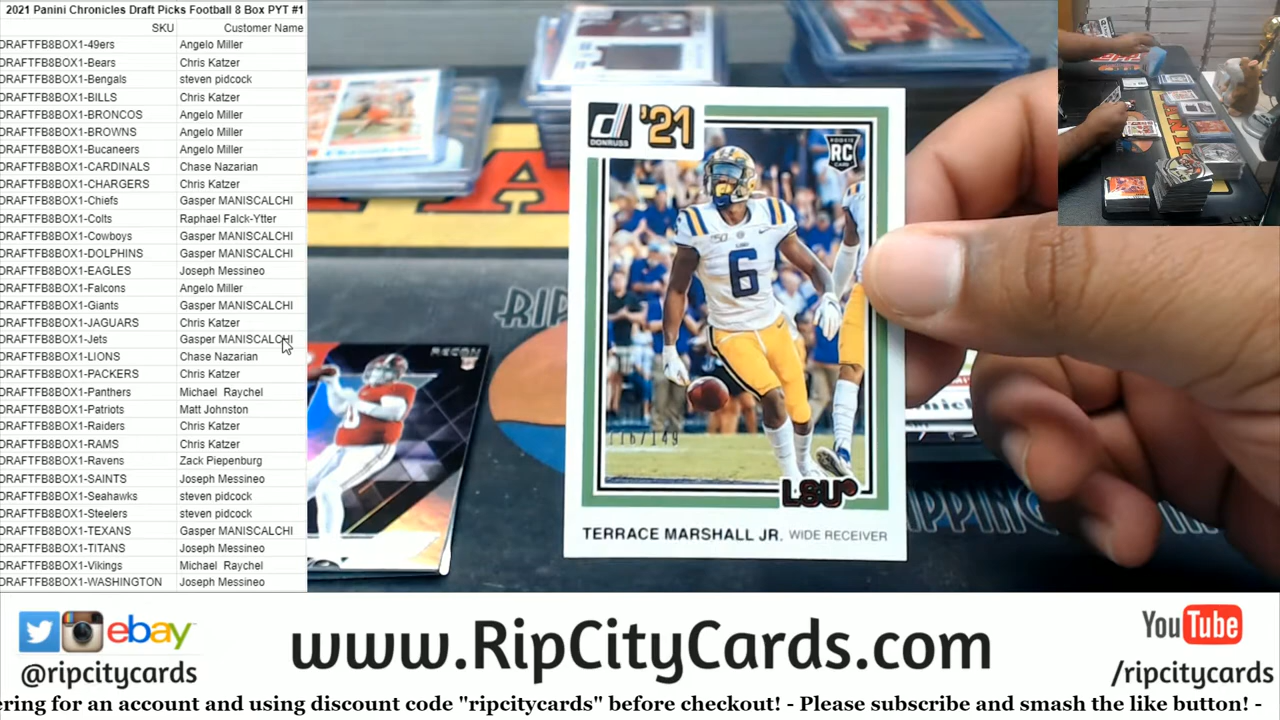 2021 Panini Chronicles Draft Picks Football 8 Box PYT #1
SKU Customer Name
DRAFTFB8BOX1-49ers Angelo Miller
DRAFTFB8BOX1-Bears Chris Katzer
DRAFTFB8BOX1-Bengals steven pidcock
DRAFTFB8BOX1-BILLS Chris Katzer
DRAFTFB8BOX1-BRONCOS Angelo Miller
DRAFTFB8BOX1-BROWNS Angelo Miller
DRAFTFB8BOX1-Bucaneers Angelo Miller
DRAFTFB8BOX1-CARDINALS Chase Nazarian
DRAFTFB8BOX1-CHARGERS Chris Katzer
DRAFTFB8BOX1-Chiefs Gasper MANISCALCHI
DRAFTFB8BOX1-Colts Raphael Falck-Ytter
DRAFTFB8BOX1-Cowboys Gasper MANISCALCHI
DRAFTFB8BOX1-DOLPHINS Gasper MANISCALCHI
DRAFTFB8BOX1-EAGLES Joseph Messineo
DRAFTFB8BOX1-Falcons Angelo Miller
DRAFTFB8BOX1-Giants Gasper MANISCALCHI
DRAFTFB8BOX1-JAGUARS Chris Katzer
DRAFTFB8BOX1-Jets Gasper MANISCALCHI
DRAFTFB8BOX1-LIONS Chase Nazarian
DRAFTFB8BOX1-PACKERS Chris Katzer
DRAFTFB8BOX1-Panthers Michael Raychel
DRAFTFB8BOX1-Patriots Matt Johnston
DRAFTFB8BOX1-Raiders Chris Katzer
DRAFTFB8BOX1-RAMS Chris Katzer
DRAFTFB8BOX1-Ravens Zack Piepenburg
DRAFTFB8BOX1-SAINTS Joseph Messineo
DRAFTFB8BOX1-Seahawks steven pidcock
DRAFTFB8BOX1-Steelers steven pidcock
DRAFTFB8BOX1-TEXANS Gasper MANISCALCHI
DRAFTFB8BOX1-TITANS Joseph Messineo
DRAFTFB8BOX1-Vikings Michael Raychel
DRAFTFB8BOX1-WASHINGTON Joseph Messineo
DONRUSS
'21
ROOKIE
RC
CARD
6
116/149
LSU
TERRACE MARSHALL JR. WIDE RECEIVER
RECON
RIP
RIPPING
ebay
@ripcitycards
www.RipCityCards.com
YouTube
/ripcitycards
ering for an account and using discount code "ripcitycards" before checkout! - Please subscribe and smash the like button! -